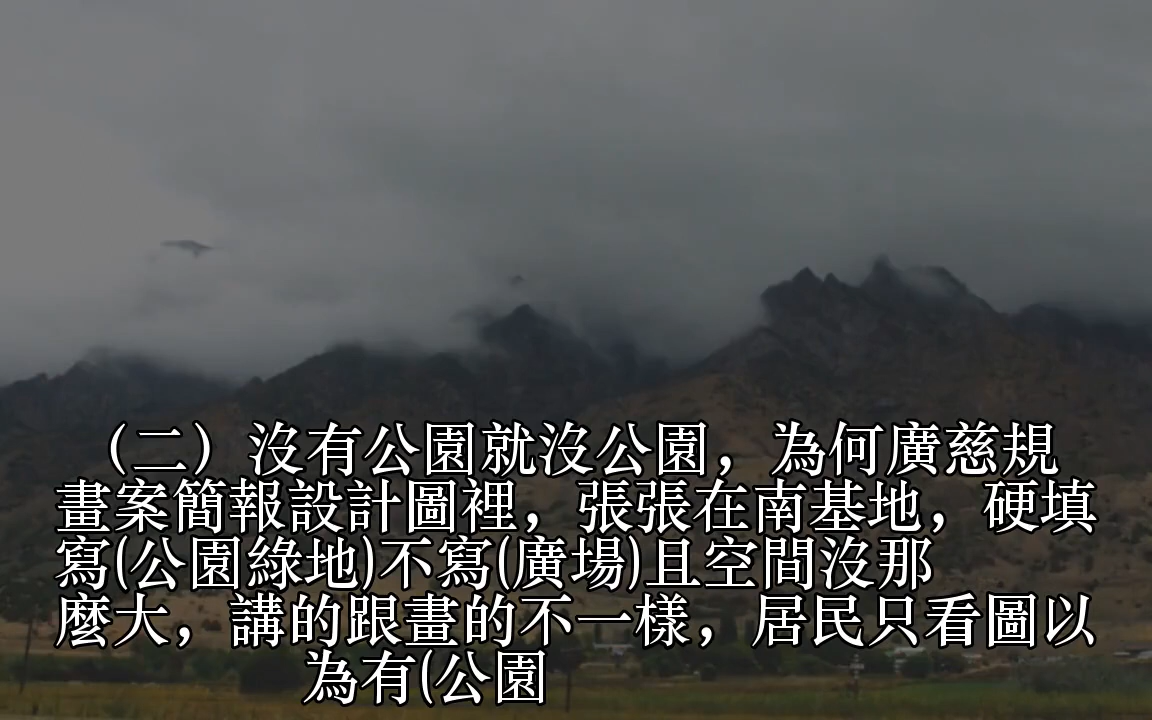 （二）沒有公園就沒公園，為何廣慈規
畫案簡報設計圖裡，張張在南基地，硬填
寫(公園綠地)不寫(廣場)且空間沒那
麼大，講的跟畫的不一樣，居民只看圖以
為有(公園